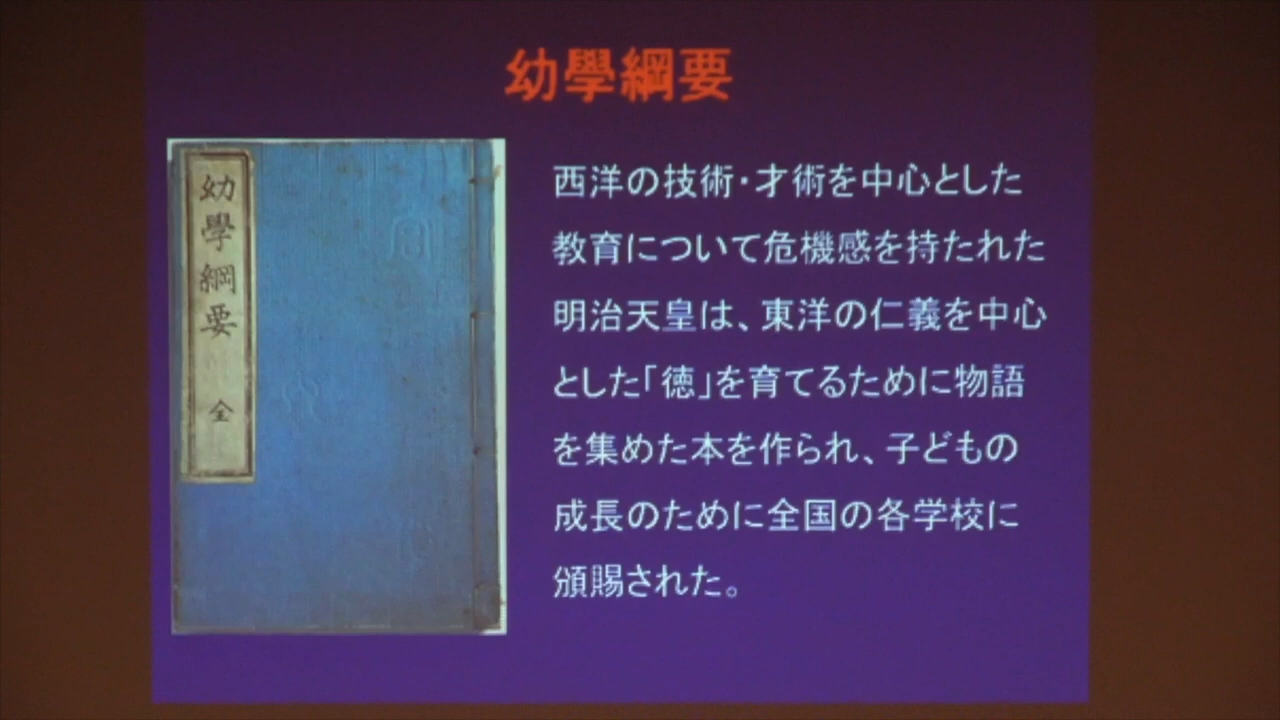 幼學綱要
幼學綱要 全
西洋の技術・才術を中心とした
教育について危機感を持たれた
明治天皇は、東洋の仁義を中心
とした「徳」を育てるために物語
を集めた本を作られ、子どもの
成長のために全国の各学校に
頒賜された。